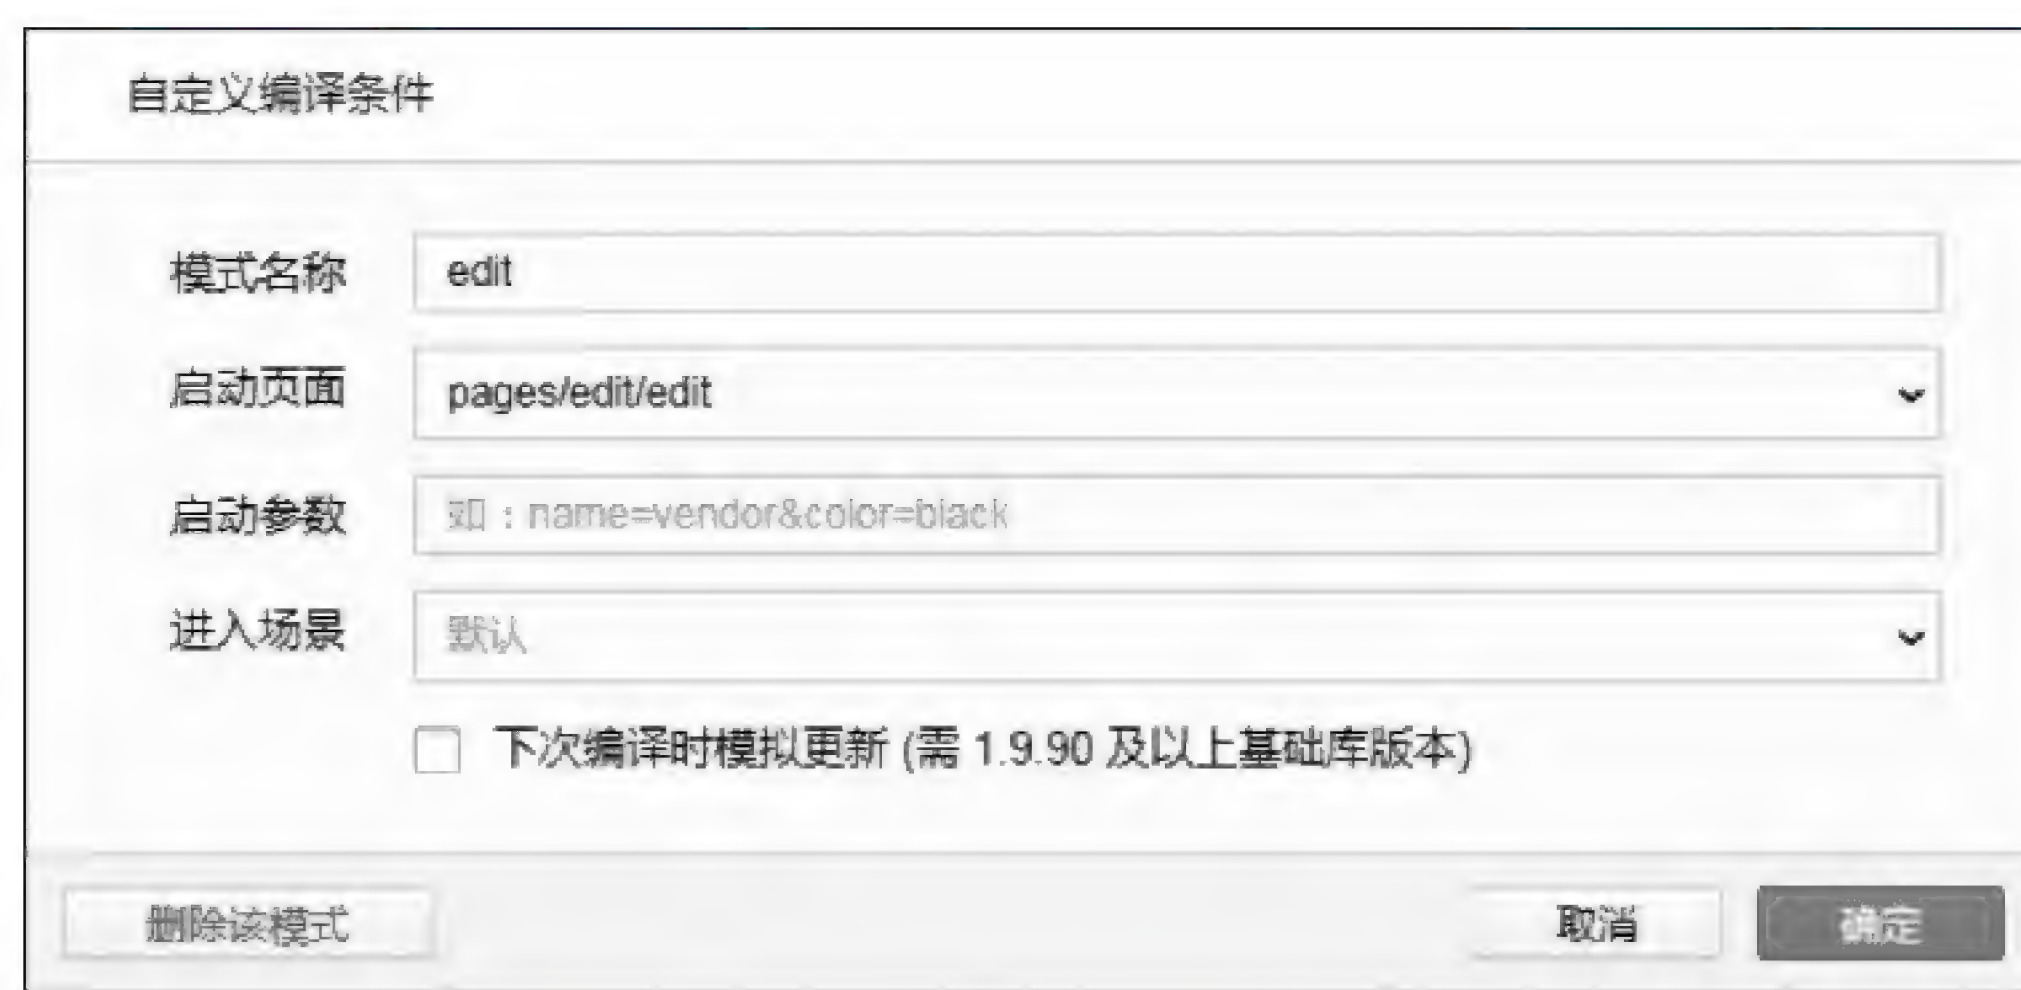 自定义编译条件
模式名称 edit
启动页面 pages/edit/edit
启动参数 如：name=vendor&color=black
进入场景 默认
下次编译时模拟更新 (需 1.9.90 及以上基础库版本)
删除该模式 取消 确定